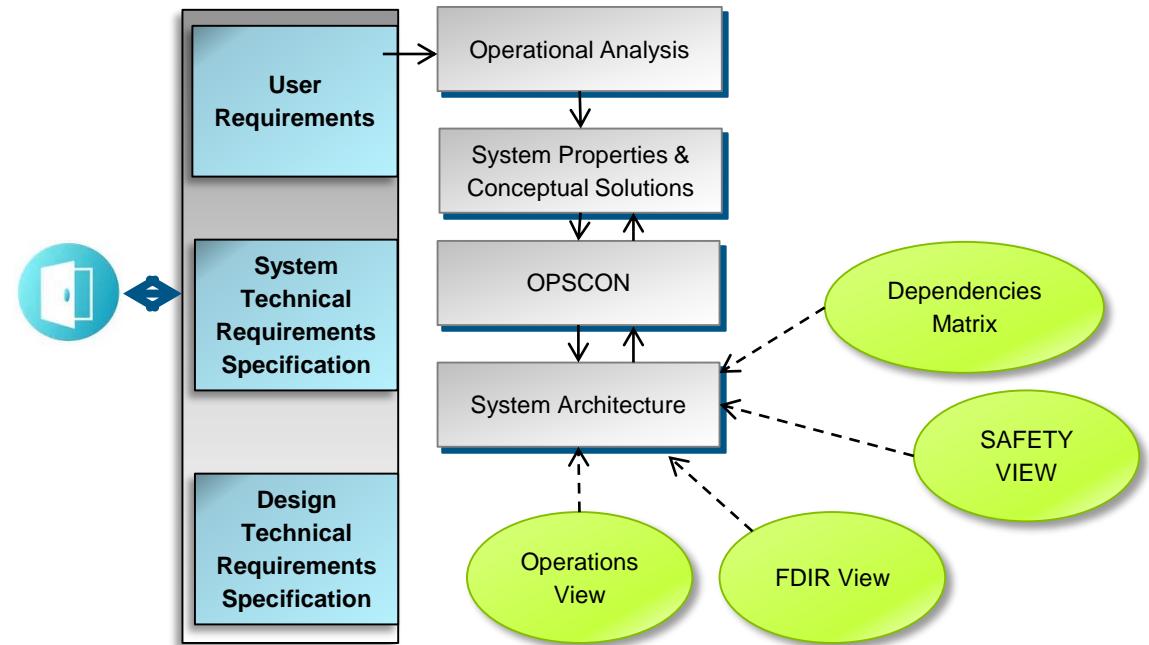 User
Requirements
Operational Analysis
System Properties &
Conceptual Solutions
System
Technical
Requirements
Specification
OPSCON
Dependencies
Matrix
System Architecture
SAFETY
VIEW
Design
Technical
Requirements
Specification
Operations
View
FDIR View